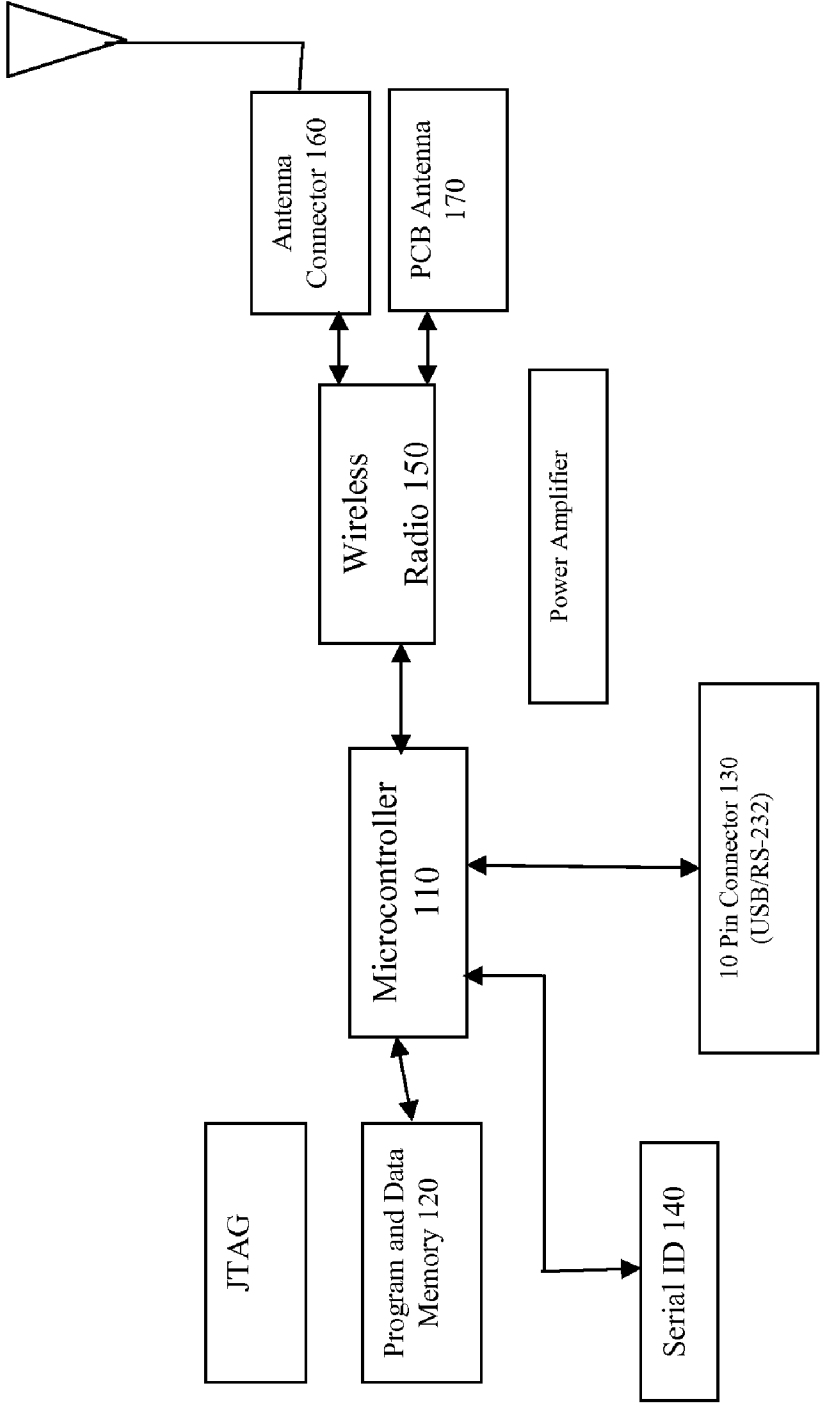 JTAG
Program and Data
Memory 120
Serial ID 140
Microcontroller
110
10 Pin Connector 130
(USB/RS-232)
Wireless
Radio 150
Power Amplifier
Antenna
Connector 160
PCB Antenna
170